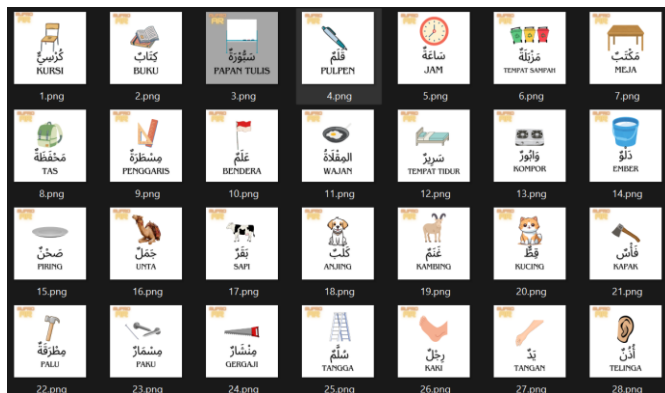 كُرْسِيٌّ
KURSI
1.png
كِتَابٌ
BUKU
2.png
سَبُّوْرَةٌ
PAPAN TULIS
3.png
قَلَمٌ
PULPEN
4.png
سَاعَةٌ
JAM
5.png
مَزْبَلَةٌ
TEMPAT SAMPAH
6.png
مَكْتَبٌ
MEJA
7.png
مَحْفَظَةٌ
TAS
8.png
مِسْطَرَةٌ
PENGGARIS
9.png
عَلَمٌ
BENDERA
10.png
المِقْلَاةُ
WAJAN
11.png
سَرِيرٌ
TEMPAT TIDUR
12.png
وَابُورٌ
KOMPOR
13.png
دَلْوٌ
EMBER
14.png
صَحْنٌ
PIRING
15.png
جَمَلٌ
UNTA
16.png
بَقَرٌ
SAPI
17.png
كَلْبٌ
ANJING
18.png
غَنَمٌ
KAMBING
19.png
قِطٌّ
KUCING
20.png
فَأْسٌ
KAPAK
21.png
مِطْرَقَةٌ
PALU
22.png
مِسْمَارٌ
PAKU
23.png
مِنْشَارٌ
GERGAJI
24.png
سُلَّمٌ
TANGGA
25.png
رِجْلٌ
KAKI
26.png
يَدٌ
TANGAN
27.png
أُذُنٌ
TELINGA
28.png